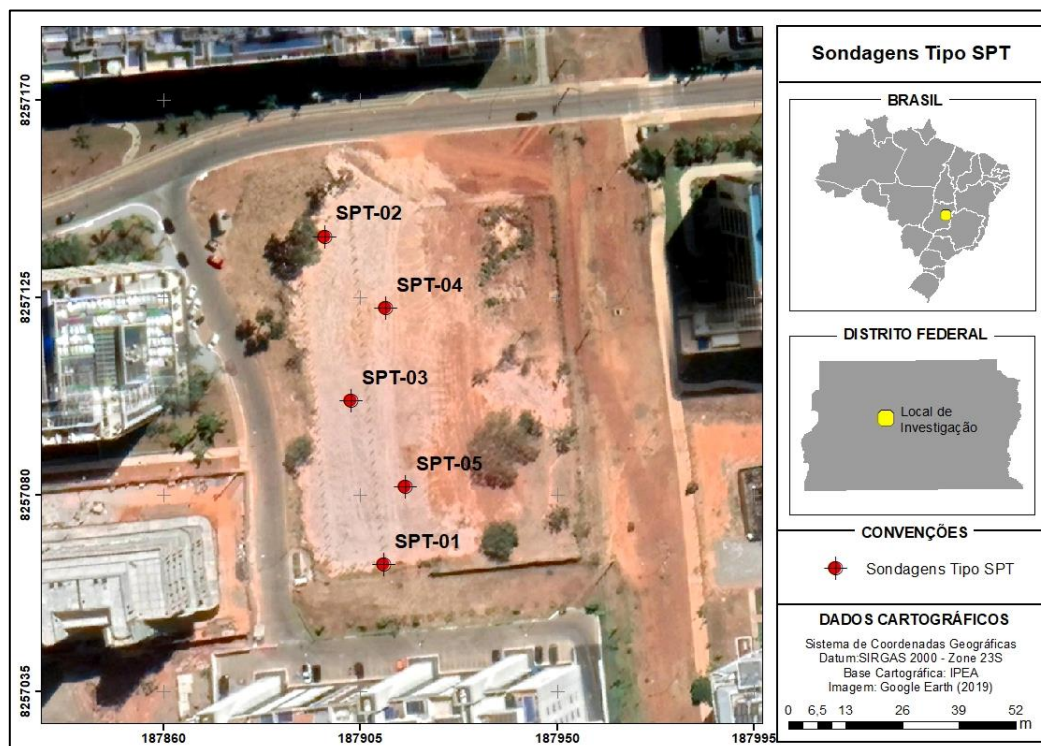 Sondagens Tipo SPT
BRASIL
DISTRITO FEDERAL
Local de
Investigação
CONVENÇÕES
Sondagens Tipo SPT
DADOS CARTOGRÁFICOS
Sistema de Coordenadas Geográficas
Datum:SIRGAS 2000 - Zone 23S
Base Cartográfica: IPEA
Imagem: Google Earth (2019)
0 6,5 13 26 39 52
m
SPT-02
SPT-04
SPT-03
SPT-05
SPT-01
8257170
8257125
8257080
8257035
187860 187905 187950 187995